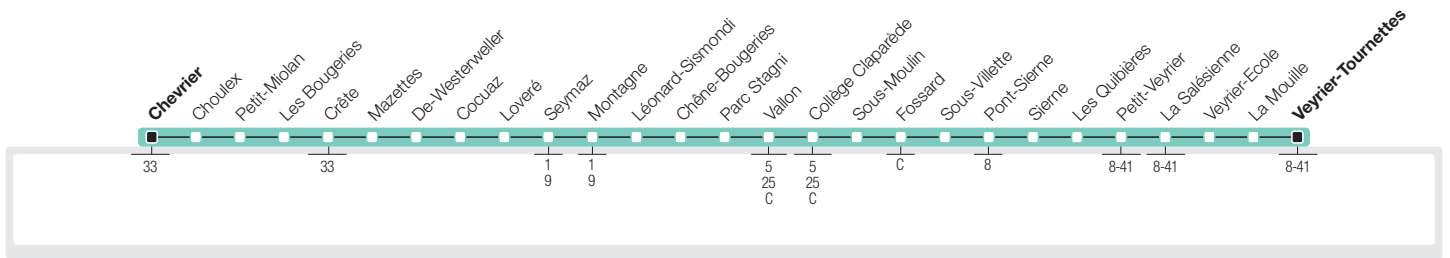 Chevrier
Choulex
Petit-Miolan
Les Bougeries
Crête
Mazettes
De-Westerweller
Cocuaz
Loveré
Seymaz
Montagne
Léonard-Sismondi
Chêne-Bougeries
Parc Stagni
Vallon
Collège Claparède
Sous-Moulin
Fossard
Sous-Villette
Pont-Sierne
Sierne
Les Quibières
Petit-Veyrier
La Salésienne
Veyrier-Ecole
La Mouille
Veyrier-Tournettes
33
33
1
9
1
9
5
25
C
5
25
C
C
8
8-41
8-41
8-41